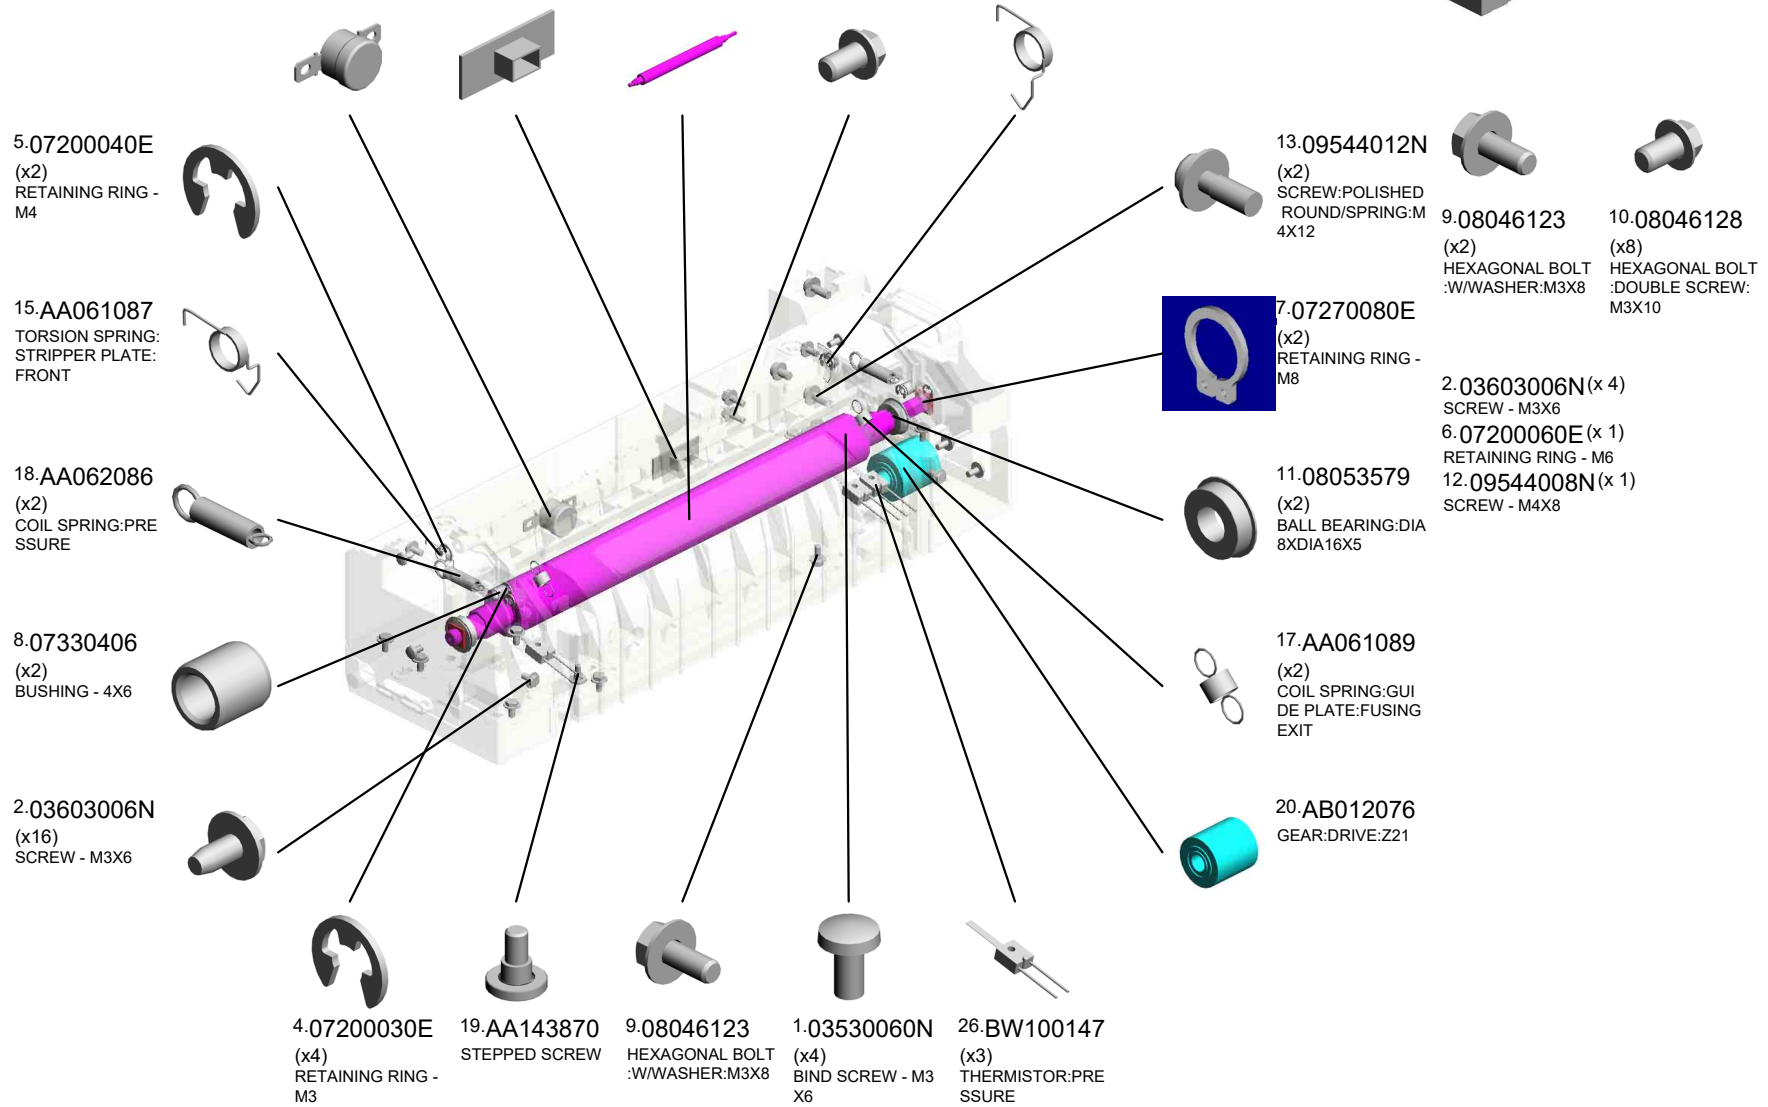 5.07200040E
(x2)
RETAINING RING -
M4
15.AA061087
TORSION SPRING:
STRIPPER PLATE:
FRONT
18.AA062086
(x2)
COIL SPRING:PRE
SSURE
8.07330406
(x2)
BUSHING - 4X6
2.03603006N
(x16)
SCREW - M3X6
4.07200030E
(x4)
RETAINING RING -
M3
19.AA143870
STEPPED SCREW
9.08046123
HEXAGONAL BOLT
:W/WASHER:M3X8
1.03530060N
(x4)
BIND SCREW - M3
X6
26.BW100147
(x3)
THERMISTOR:PRE
SSURE
13.09544012N
(x2)
SCREW:POLISHED
ROUND/SPRING:M
4X12
7.07270080E
(x2)
RETAINING RING -
M8
11.08053579
(x2)
BALL BEARING:DIA
8XDIA16X5
17.AA061089
(x2)
COIL SPRING:GUI
DE PLATE:FUSING
EXIT
20.AB012076
GEAR:DRIVE:Z21
9.08046123
(x2)
HEXAGONAL BOLT
:W/WASHER:M3X8
10.08046128
(x8)
HEXAGONAL BOLT
:DOUBLE SCREW:
M3X10
2.03603006N (x 4)
SCREW - M3X6
6.07200060E (x 1)
RETAINING RING - M6
12.09544008N (x 1)
SCREW - M4X8